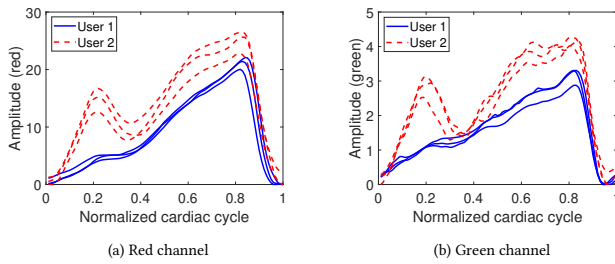 30
20
10
0
Amplitude (red)
User 1
User 2
0 0.2 0.4 0.6 0.8 1
Normalized cardiac cycle
(a) Red channel
5
4
3
2
1
0
Amplitude (green)
User 1
User 2
0 0.2 0.4 0.6 0.8 1
Normalized cardiac cycle
(b) Green channel